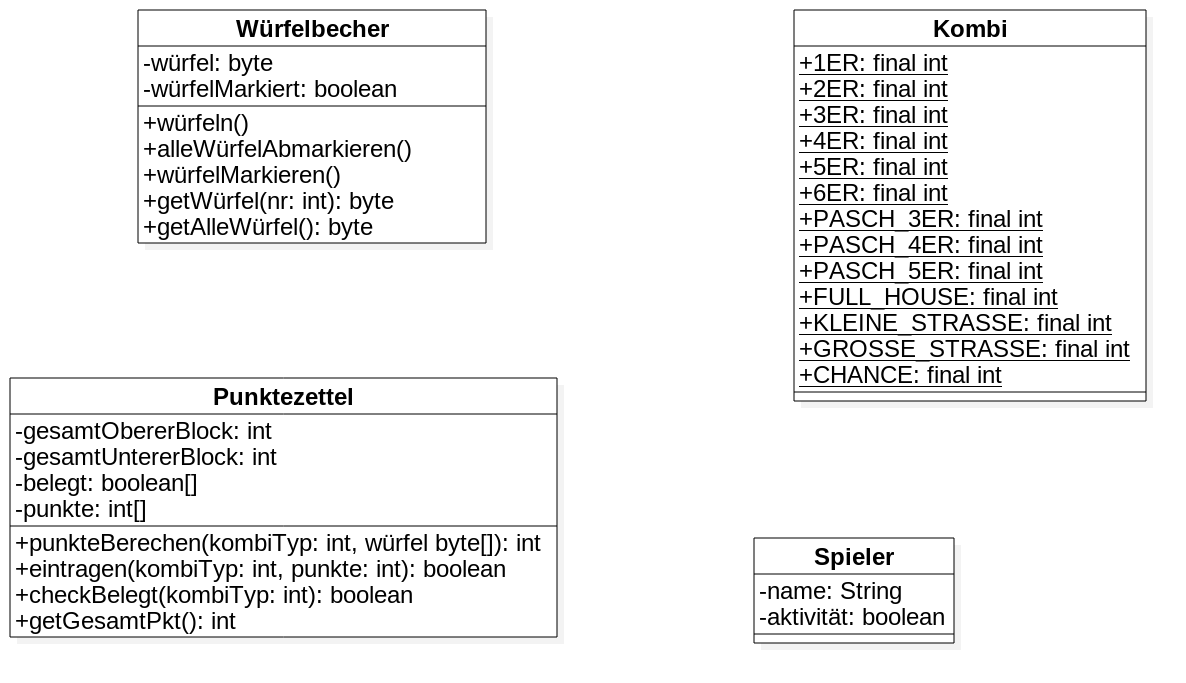 Würfelbecher
-würfel: byte
-würfelMarkiert: boolean
+würfeln()
+alleWürfelAbmarkieren()
+würfelMarkieren()
+getWürfel(nr: int): byte
+getAlleWürfel(): byte
Kombi
+1ER: final int
+2ER: final int
+3ER: final int
+4ER: final int
+5ER: final int
+6ER: final int
+PASCH_3ER: final int
+PASCH_4ER: final int
+PASCH_5ER: final int
+FULL_HOUSE: final int
+KLEINE_STRASSE: final int
+GROSSE_STRASSE: final int
+CHANCE: final int
Punktezettel
-gesamtObererBlock: int
-gesamtUntererBlock: int
-belegt: boolean[]
-punkte: int[]
+punkteBerechen(kombiTyp: int, würfel byte[]): int
+eintragen(kombiTyp: int, punkte: int): boolean
+checkBelegt(kombiTyp: int): boolean
+getGesamtPkt(): int
Spieler
-name: String
-aktivität: boolean